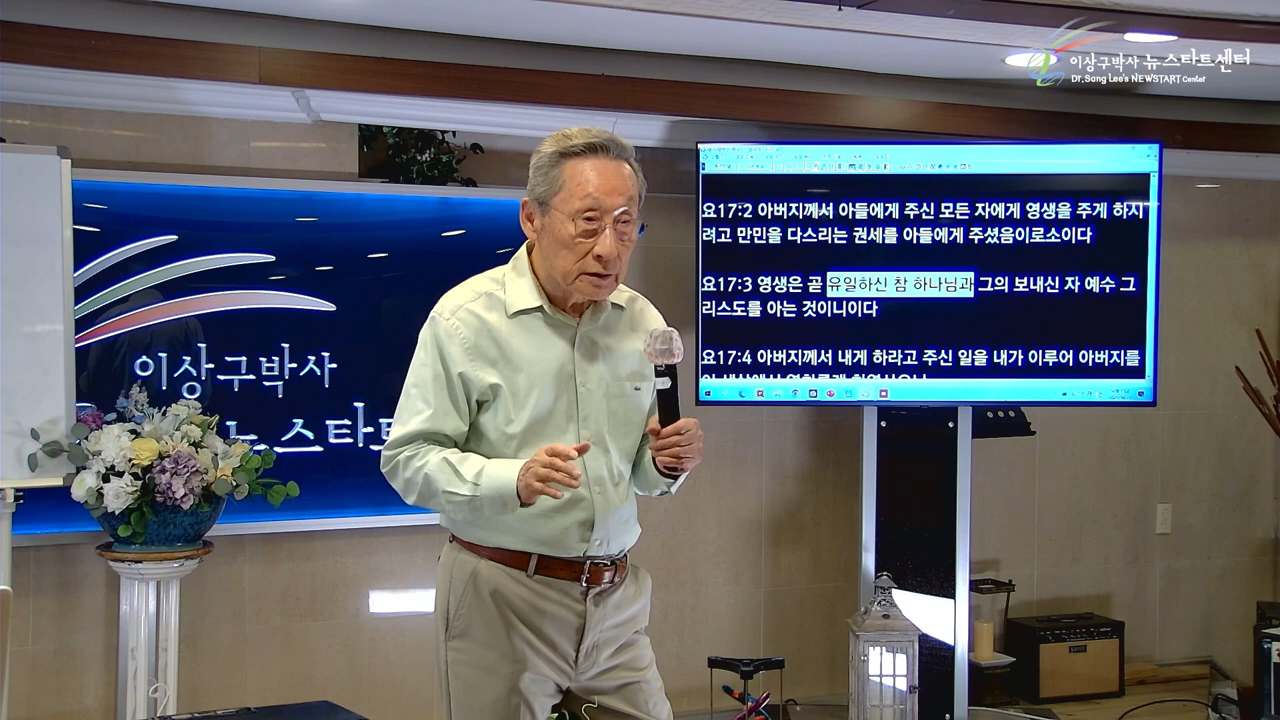 이상구박사 뉴스타트센터
Dr. Sang Lee's NEWSTART Center
요17:2 아버지께서 아들에게 주신 모든 자에게 영생을 주게 하시
려고 만민을 다스리는 권세를 아들에게 주셨음이로소이다
요17:3 영생은 곧 유일하신 참 하나님과 그의 보내신 자 예수 그
리스도를 아는 것이니이다
요17:4 아버지께서 내게 하라고 주신 일을 내가 이루어 아버지를
이상구박사
뉴스타트